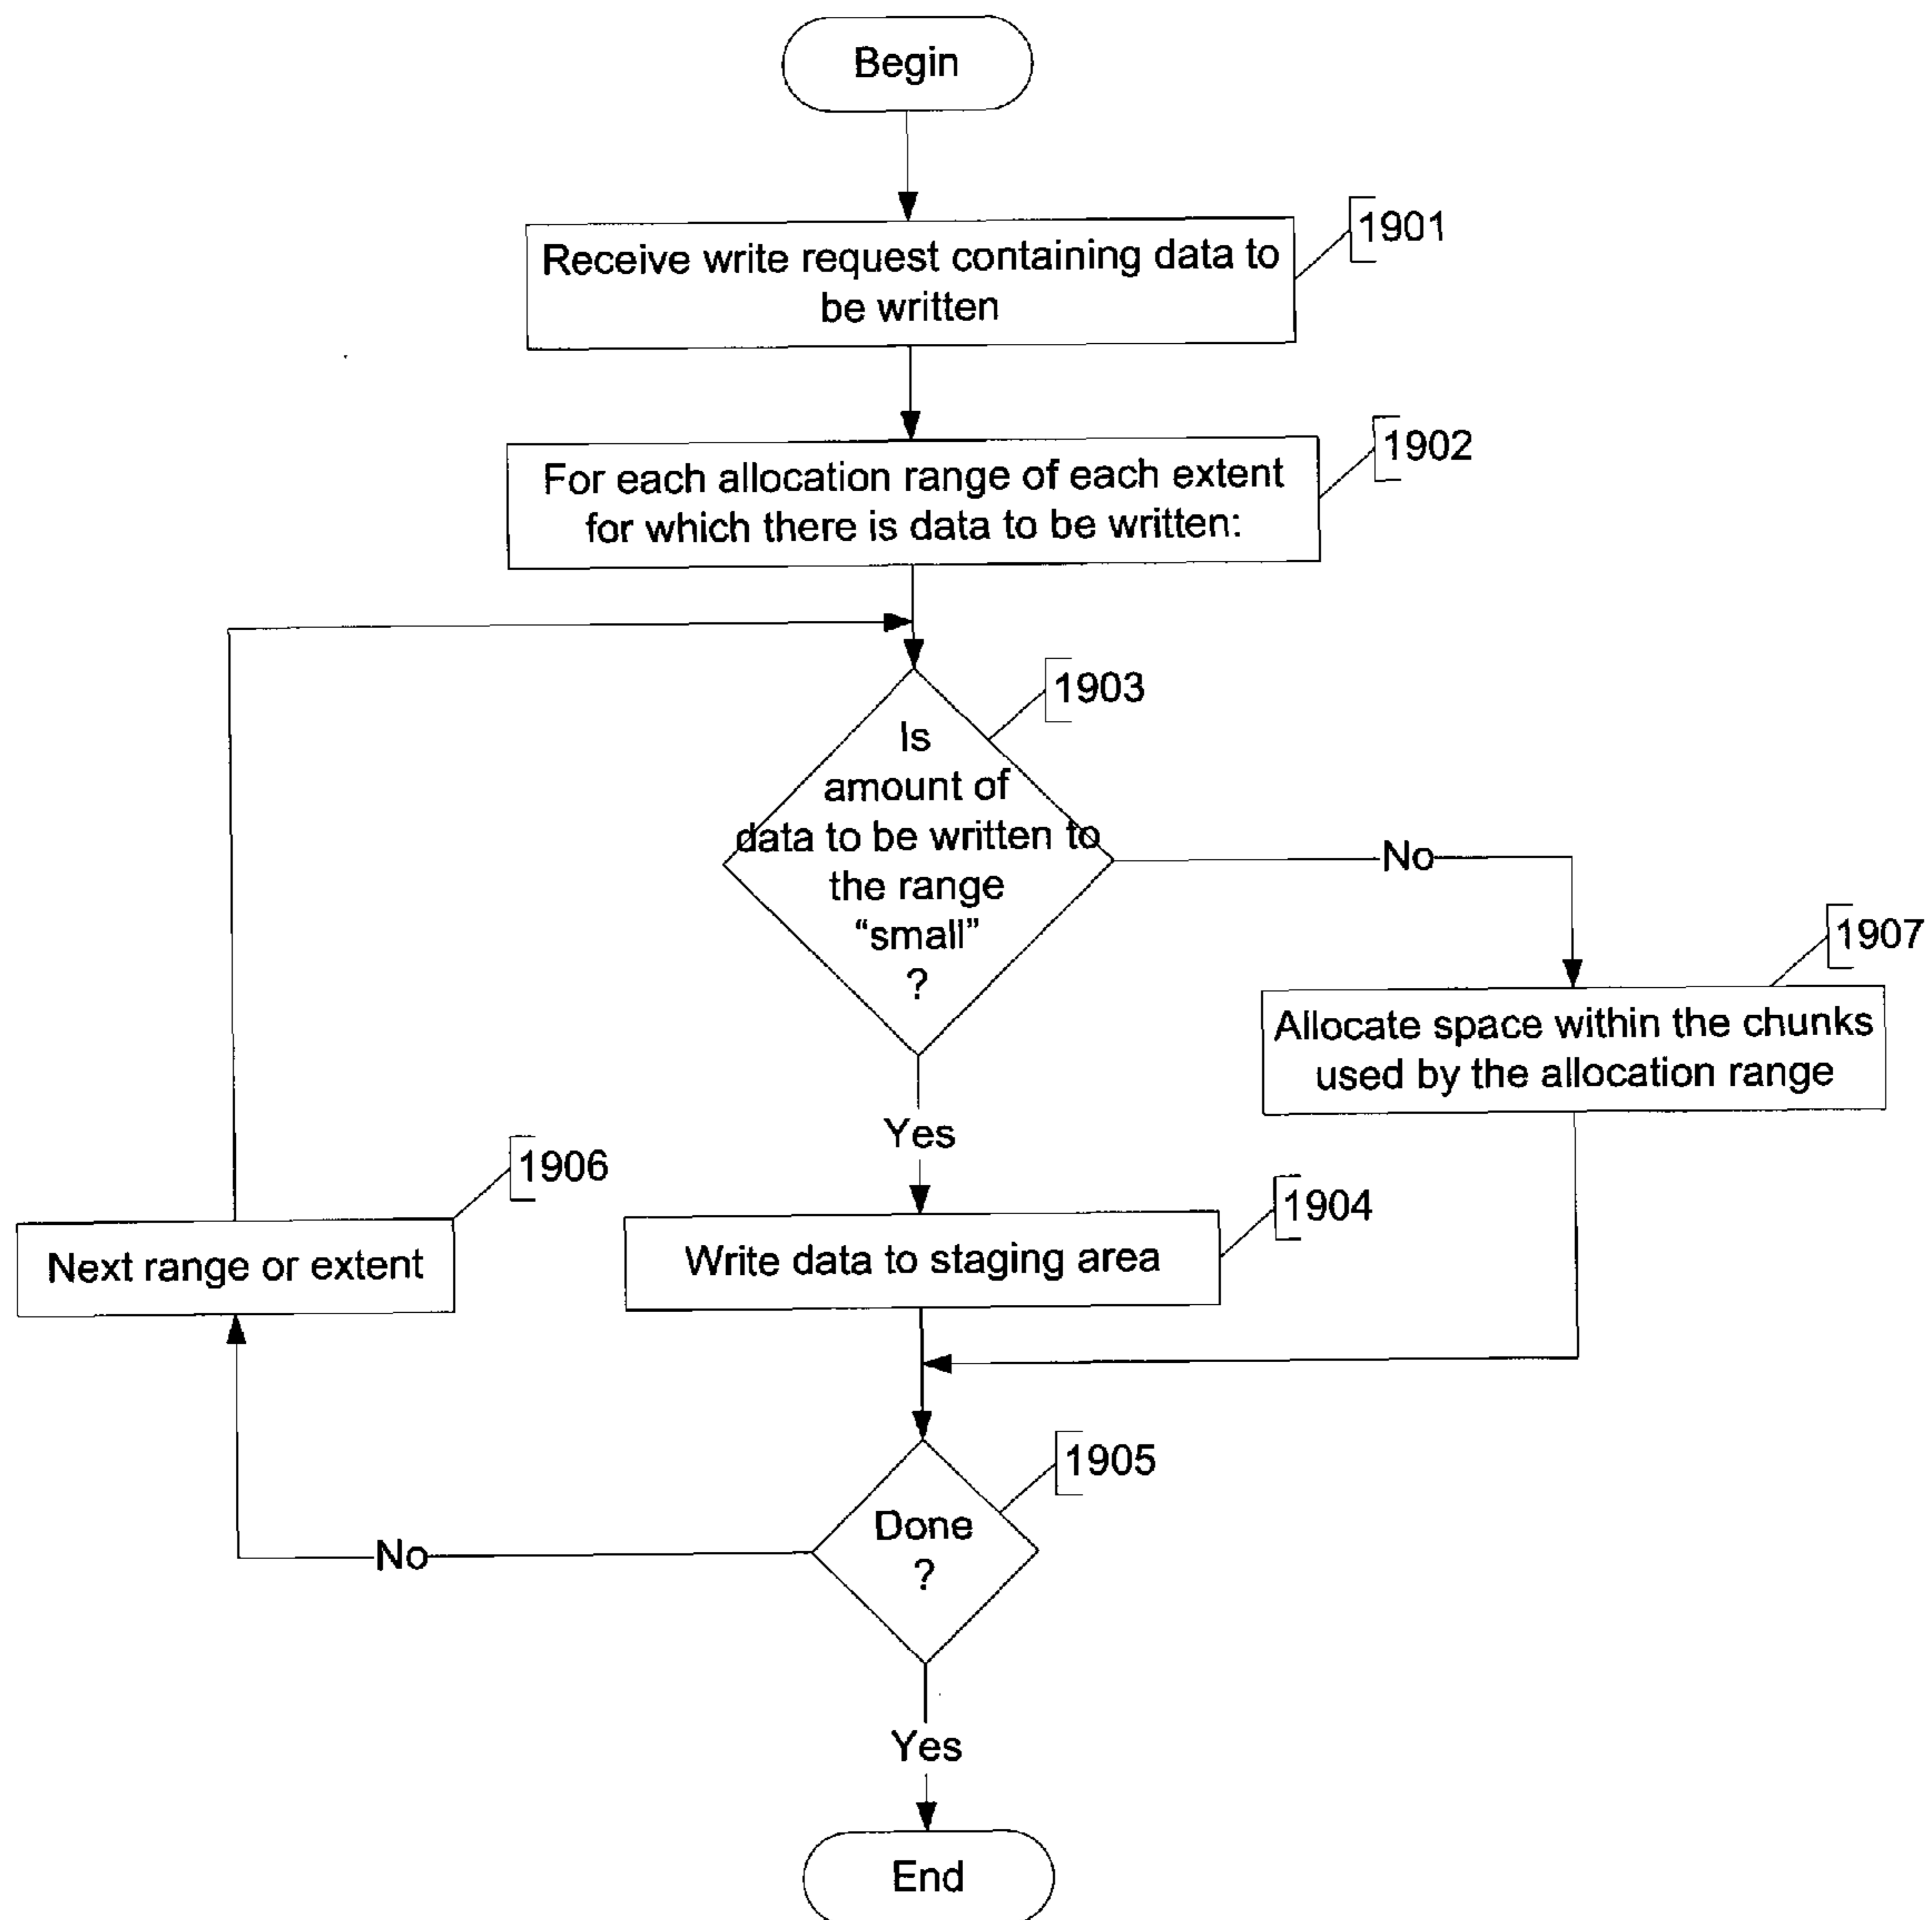 Begin
Receive write request containing data to
be written
1901
For each allocation range of each extent
for which there is data to be written:
1902
Is
amount of
data to be written to
the range
“small”
?
1903
No
Allocate space within the chunks
used by the allocation range
1907
Yes
Write data to staging area
1904
Next range or extent
1906
Done
?
1905
No
Yes
End